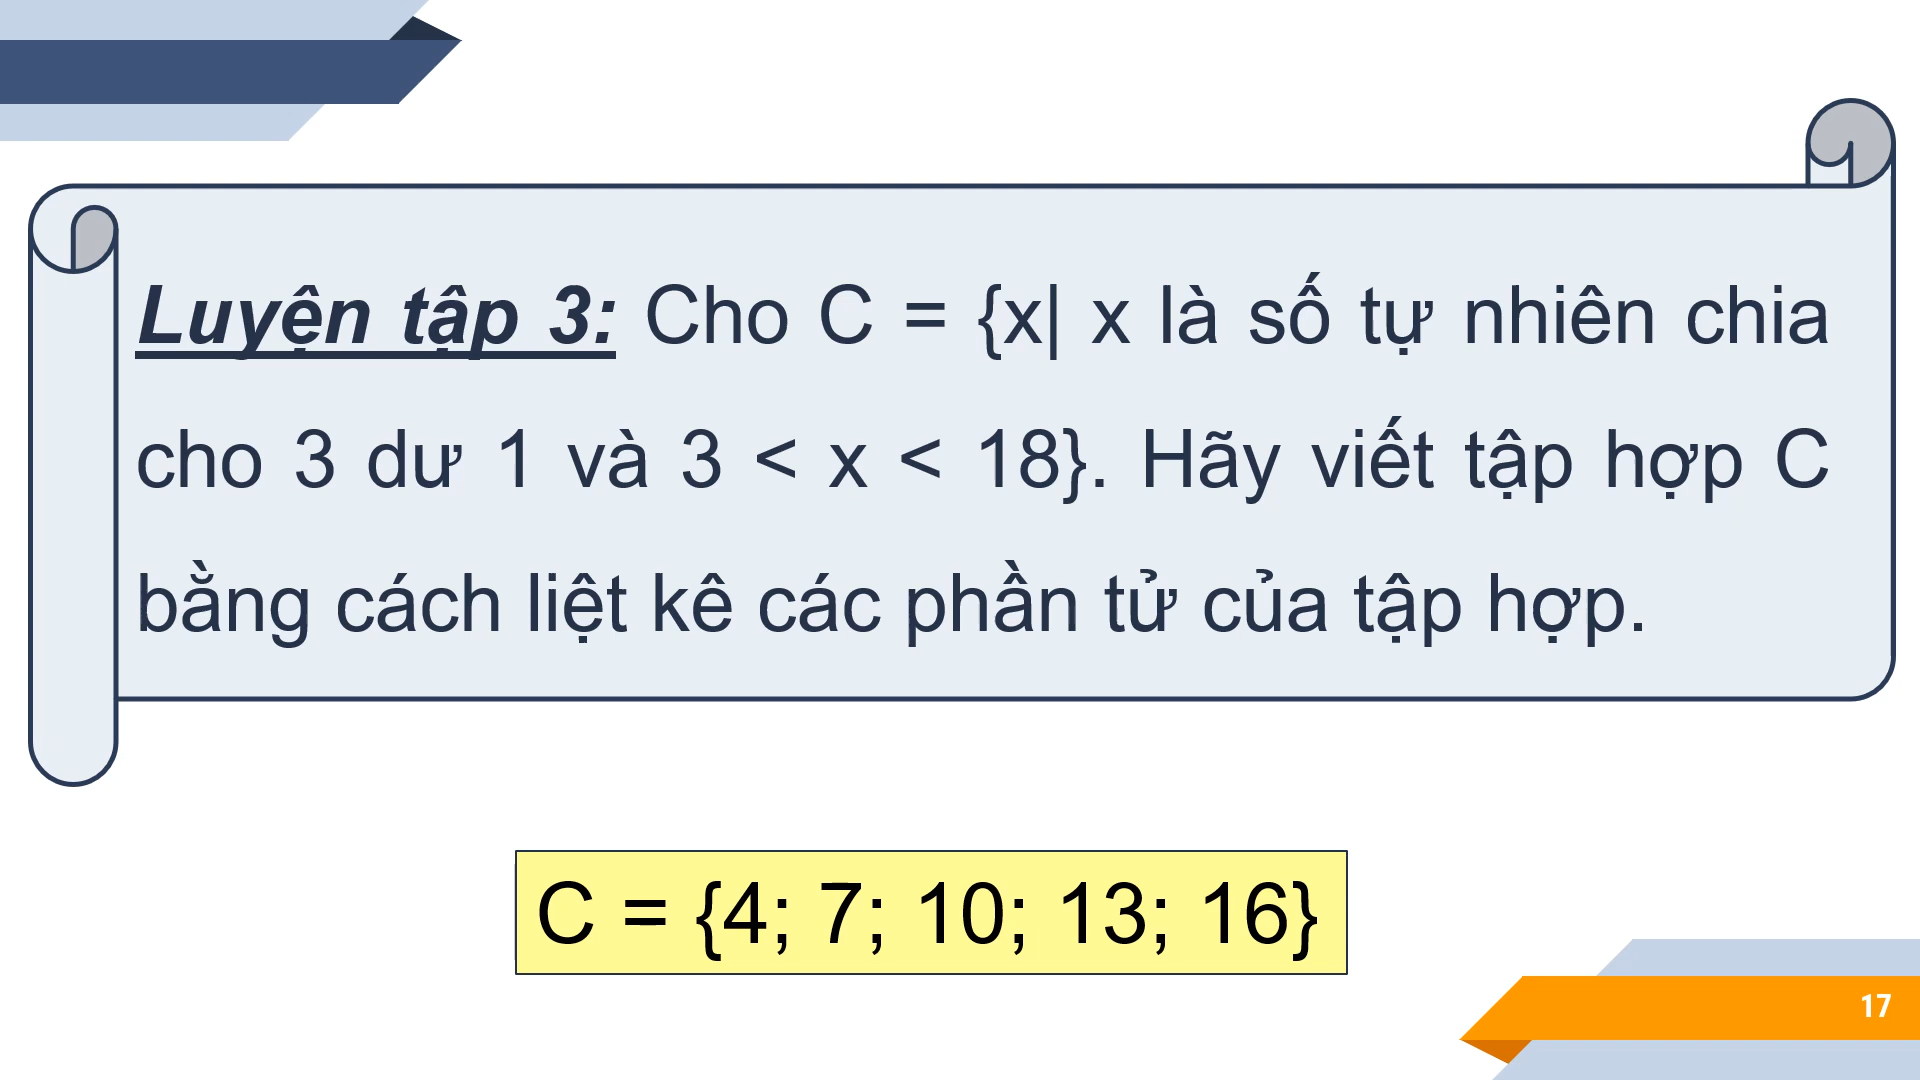 Luyện tập 3: Cho C = {x| x là số tự nhiên chia
cho 3 dư 1 và 3 < x < 18}. Hãy viết tập hợp C
bằng cách liệt kê các phần tử của tập hợp.
C = {4; 7; 10; 13; 16}
17